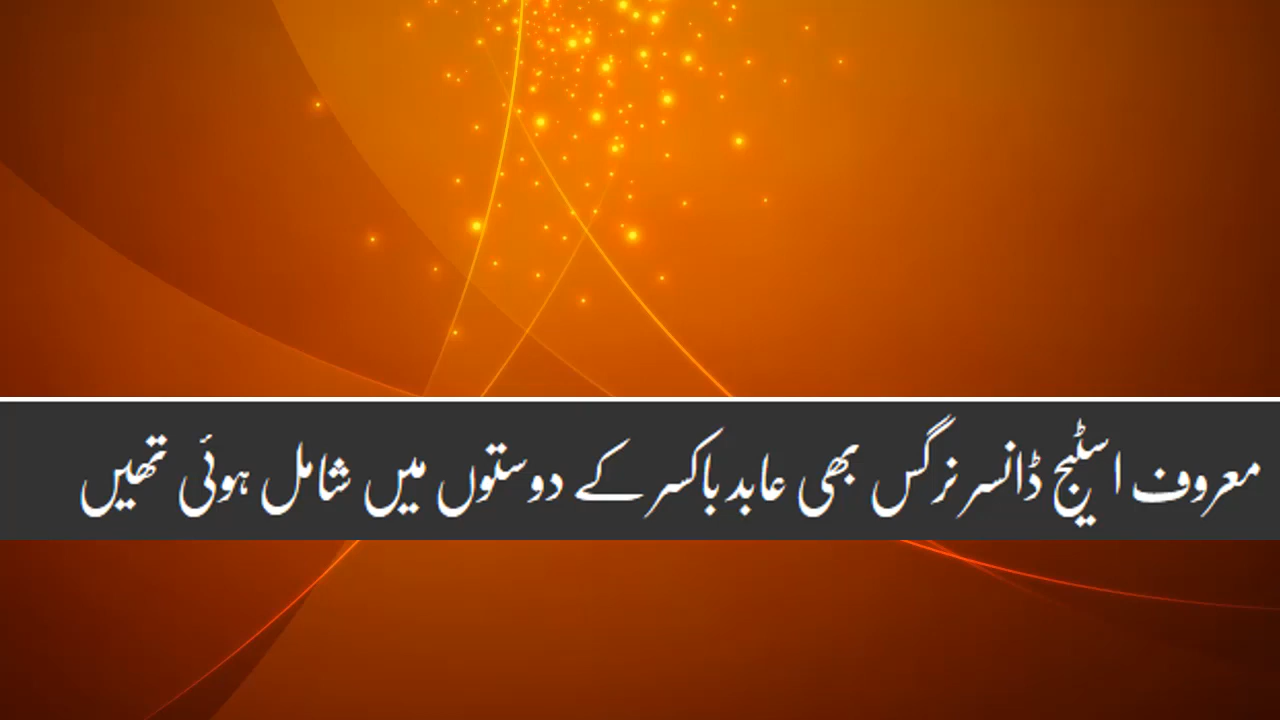 معروف اسٹیج ڈانسر نرگس بھی عابد باکسر کے دوستوں میں شامل ہوئی تھیں